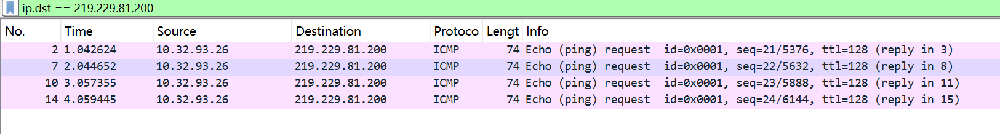 ip.dst == 219.229.81.200
No. Time Source Destination Protoco Lengt Info
2 1.042624 10.32.93.26 219.229.81.200 ICMP 74 Echo (ping) request id=0x0001, seq=21/5376, ttl=128 (reply in 3)
7 2.044652 10.32.93.26 219.229.81.200 ICMP 74 Echo (ping) request id=0x0001, seq=22/5632, ttl=128 (reply in 8)
10 3.057355 10.32.93.26 219.229.81.200 ICMP 74 Echo (ping) request id=0x0001, seq=23/5888, ttl=128 (reply in 11)
14 4.059445 10.32.93.26 219.229.81.200 ICMP 74 Echo (ping) request id=0x0001, seq=24/6144, ttl=128 (reply in 15)